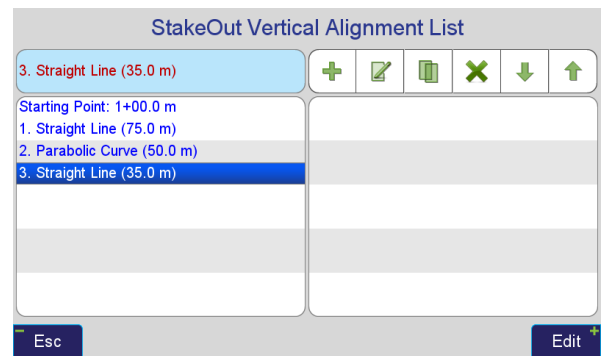 StakeOut Vertical Alignment List
3. Straight Line (35.0 m)
Starting Point: 1+00.0 m
1. Straight Line (75.0 m)
2. Parabolic Curve (50.0 m)
3. Straight Line (35.0 m)
Esc
Edit